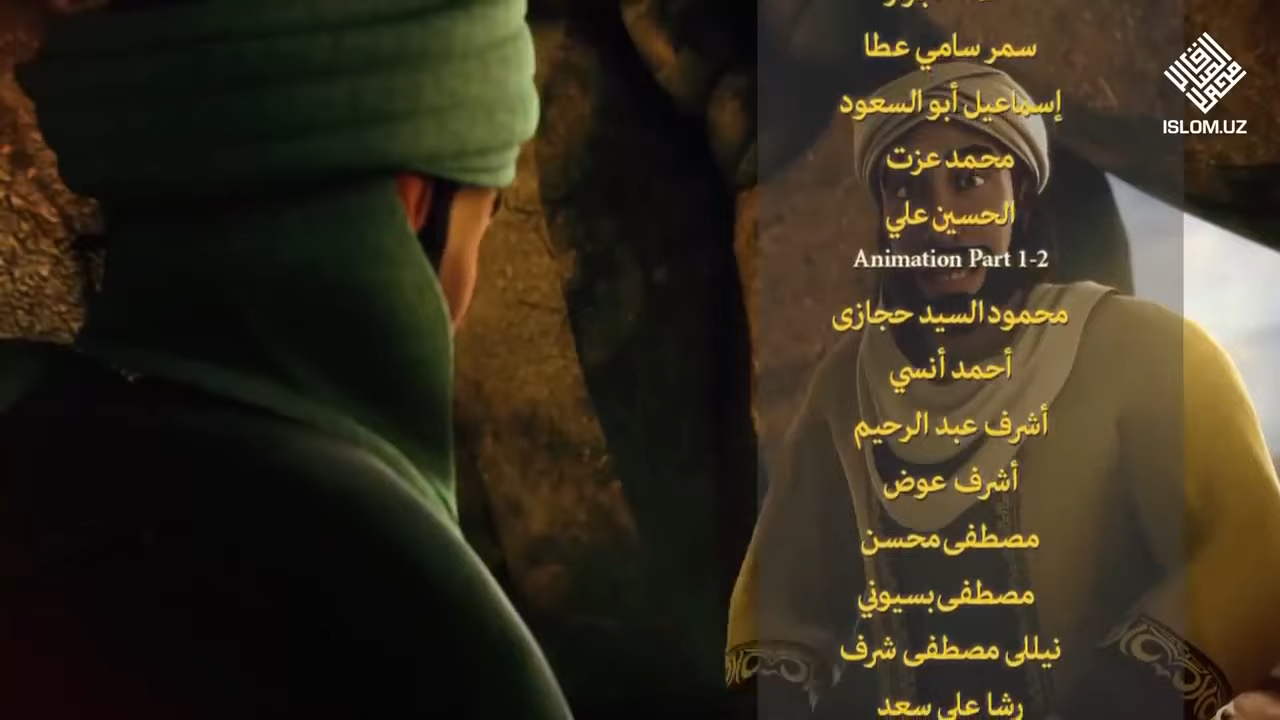 سمر سامي عطا
إسماعيل أبو السعود
محمد عزت
الحسين علي
Animation Part 1-2
محمود السيد حجازى
أحمد أنسي
أشرف عبد الرحيم
أشرف عوض
مصطفى محسن
مصطفى بسيوني
نيللى مصطفى شرف
رشا على سعد
ISLOM.UZ